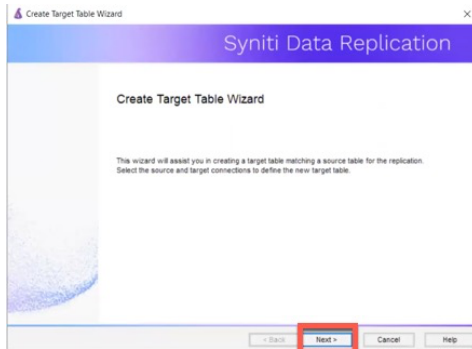 Create Target Table Wizard
Syniti Data Replication
Create Target Table Wizard
This wizard will assist you in creating a target table matching a source table for the replication.
Select the source and target connections to define the new target table.
< Back Next > Cancel Help